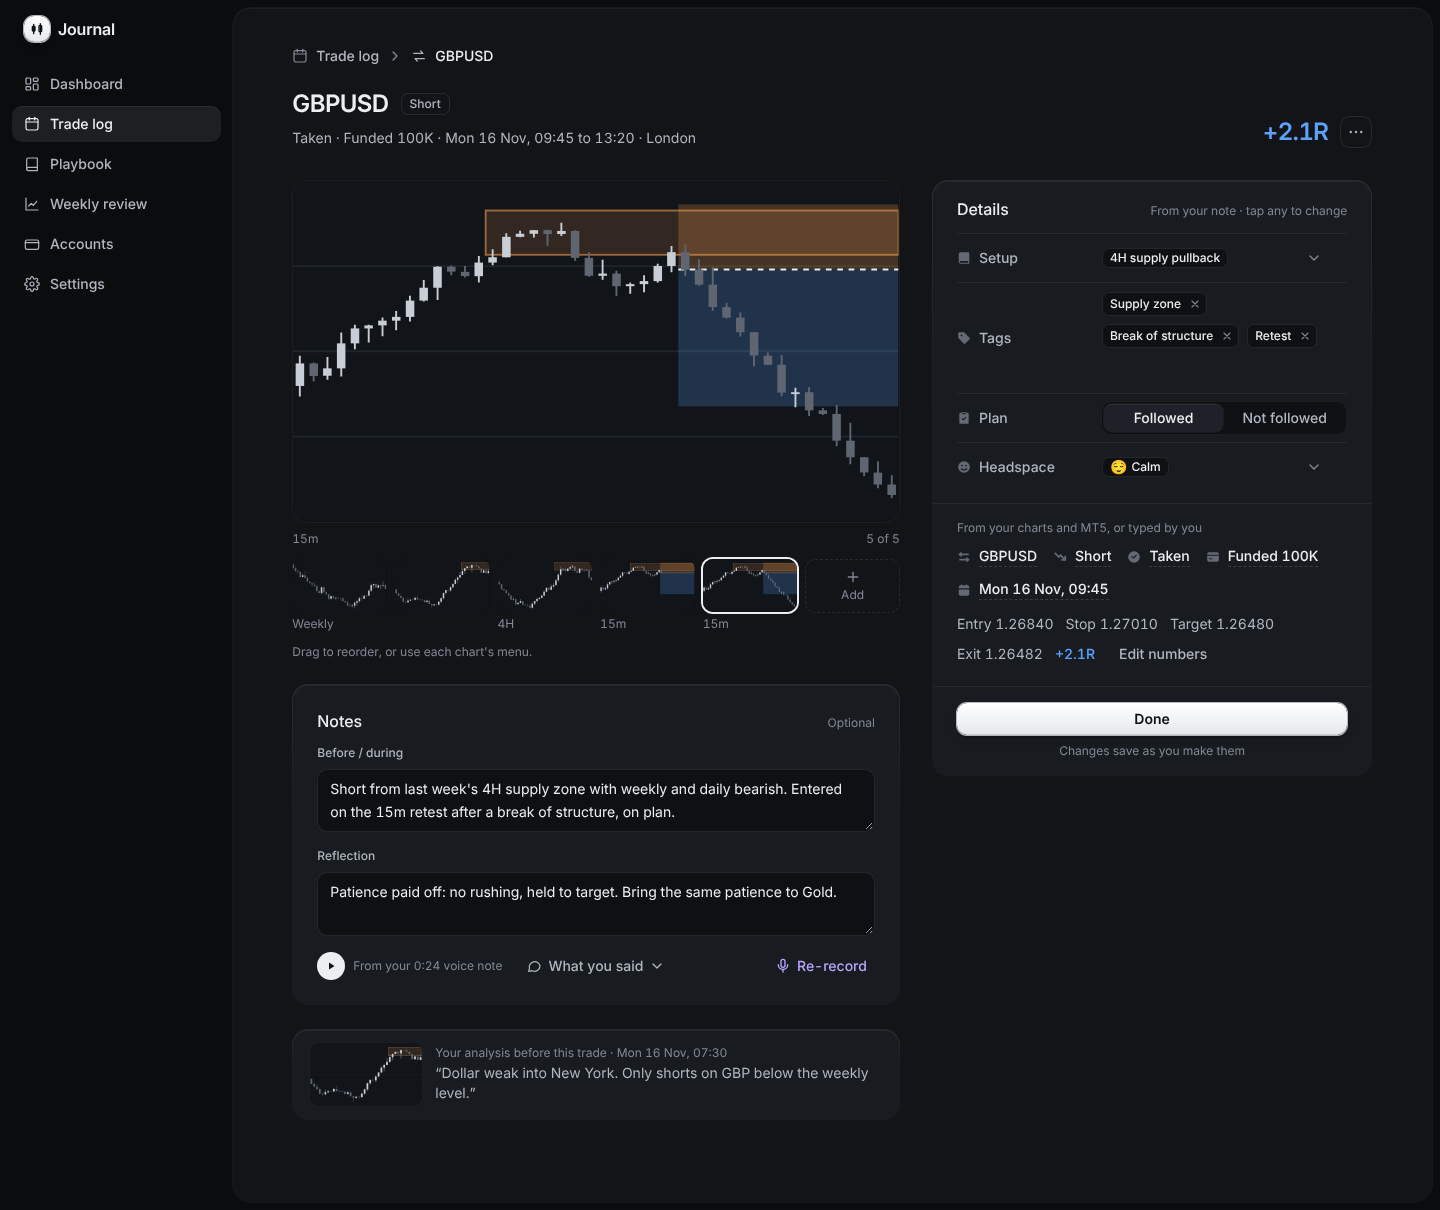 Journal
Dashboard
Trade log
Playbook
Weekly review
Accounts
Settings
Trade log > GBPUSD
GBPUSD Short
Taken · Funded 100K · Mon 16 Nov, 09:45 to 13:20 · London
+2.1R
15m 5 of 5
Add
Weekly 4H 15m 15m
Drag to reorder, or use each chart's menu.
Notes Optional
Before / during
Short from last week's 4H supply zone with weekly and daily bearish. Entered
on the 15m retest after a break of structure, on plan.
Reflection
Patience paid off: no rushing, held to target. Bring the same patience to Gold.
From your 0:24 voice note What you said Re-record
Your analysis before this trade · Mon 16 Nov, 07:30
“Dollar weak into New York. Only shorts on GBP below the weekly
level.”
Details From your note · tap any to change
Setup 4H supply pullback
Tags Supply zone
Break of structure Retest
Plan Followed Not followed
Headspace 😌 Calm
From your charts and MT5, or typed by you
GBPUSD Short Taken Funded 100K
Mon 16 Nov, 09:45
Entry 1.26840 Stop 1.27010 Target 1.26480
Exit 1.26482 +2.1R Edit numbers
Done
Changes save as you make them